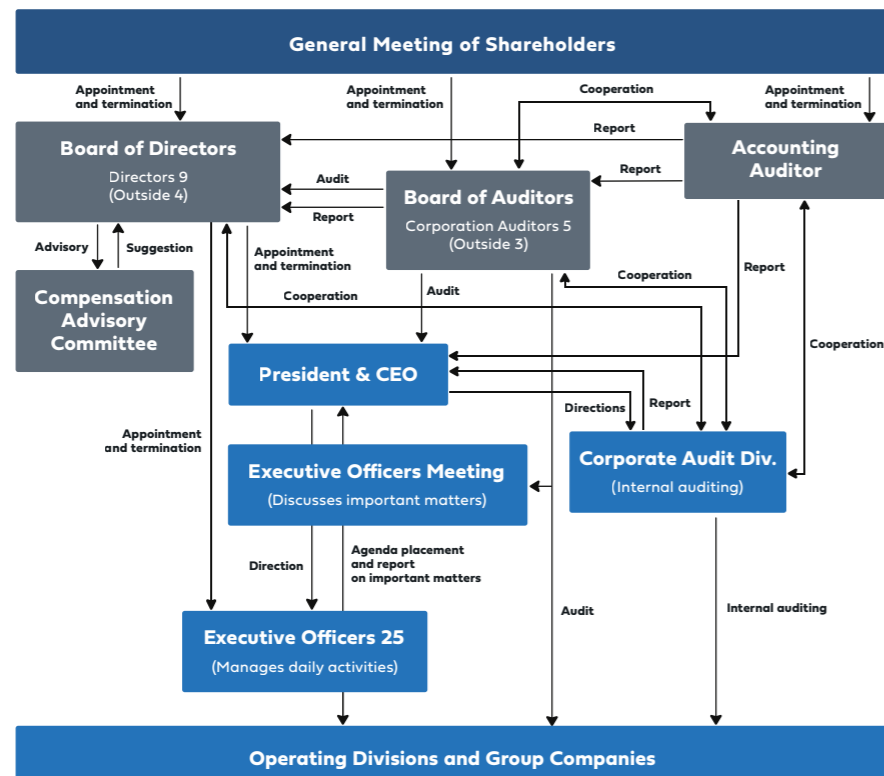 General Meeting of Shareholders
Appointment
and termination
Appointment
and termination
Cooperation
Appointment
and termination
Board of Directors
Directors 9
(Outside 4)
Report
Accounting
Auditor
Audit
Report
Board of Auditors
Corporation Auditors 5
(Outside 3)
Report
Advisory
Suggestion
Appointment
and termination
Cooperation
Audit
Cooperation
Report
Compensation
Advisory
Committee
Cooperation
President & CEO
Directions
Report
Appointment
and termination
Executive Officers Meeting
(Discusses important matters)
Corporate Audit Div.
(Internal auditing)
Direction
Agenda placement
and report
on important matters
Audit
Internal auditing
Executive Officers 25
(Manages daily activities)
Operating Divisions and Group Companies